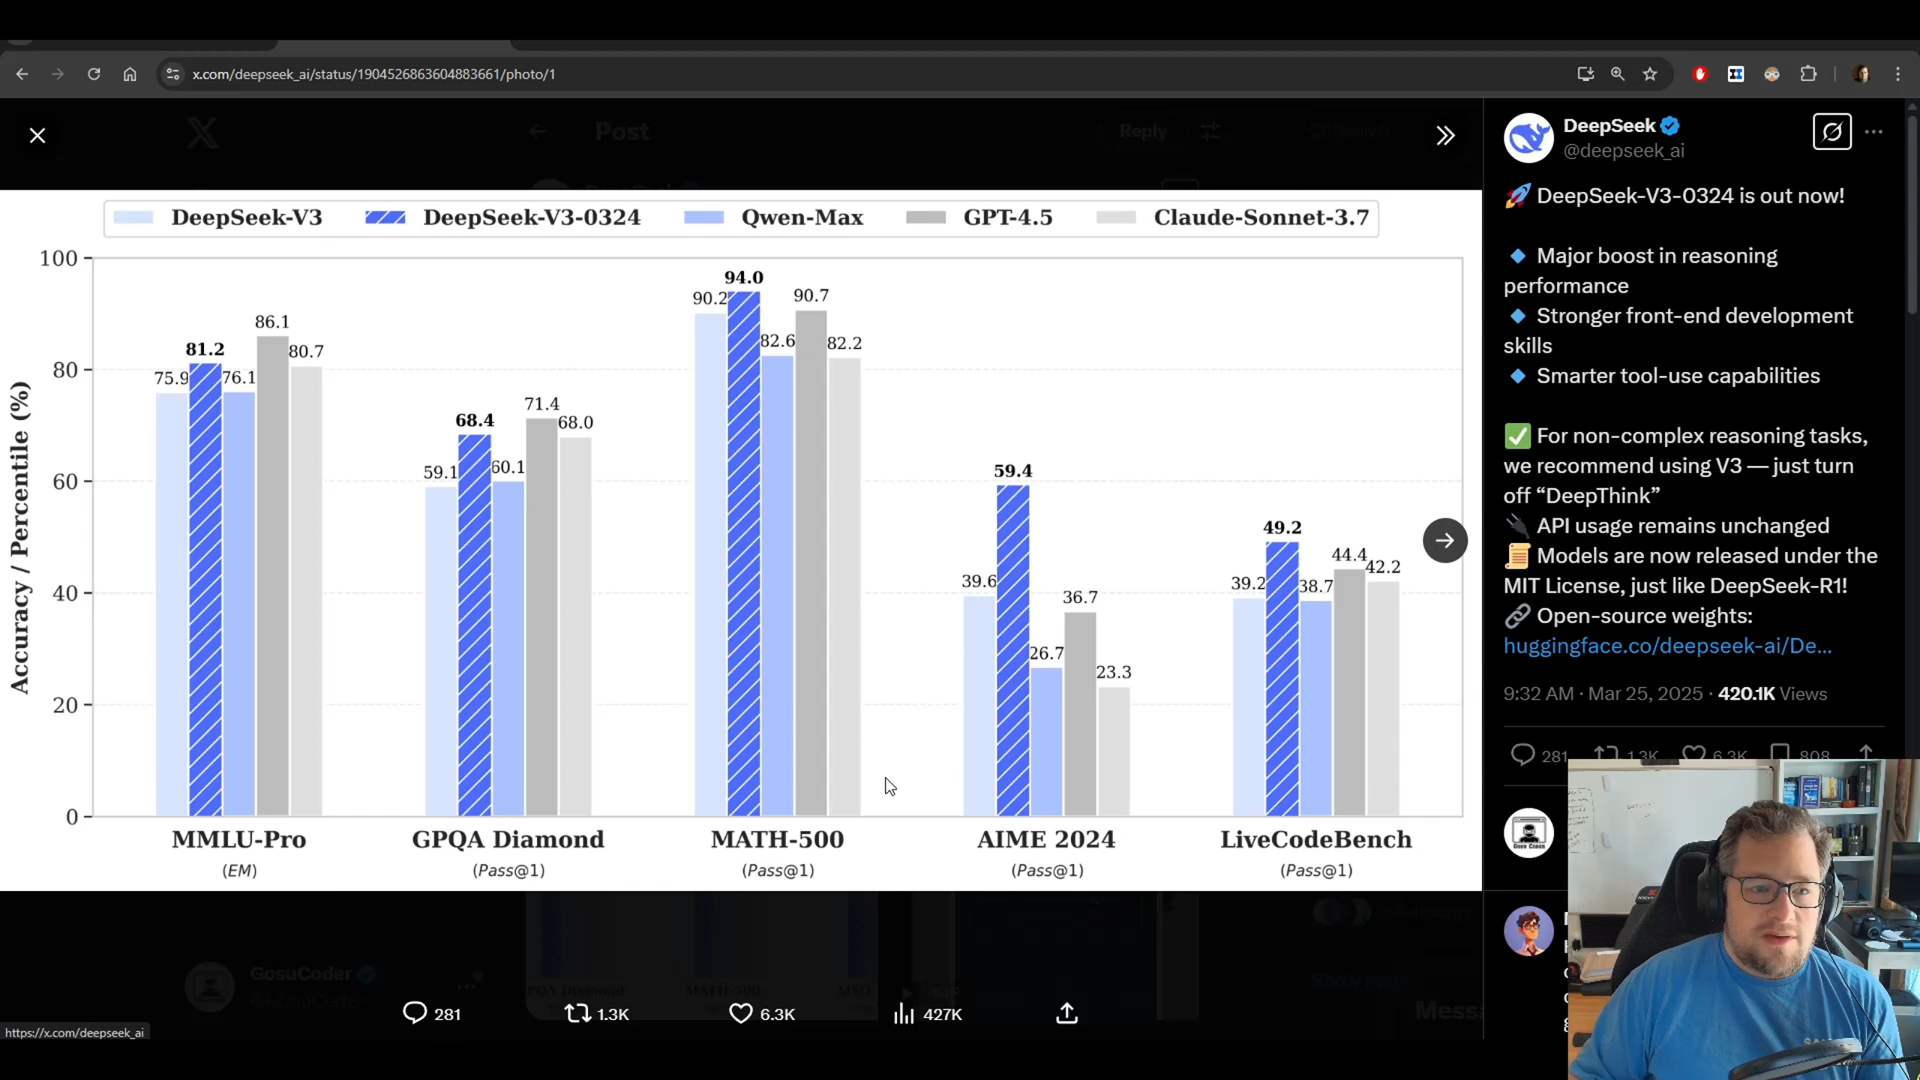 x.com/deepseek_ai/status/1904526863604883661/photo/1
Post
Reply
DeepSeek-V3
DeepSeek-V3-0324
Qwen-Max
GPT-4.5
Claude-Sonnet-3.7
Accuracy / Percentile (%)
100
80
60
40
20
0
75.9
81.2
76.1
86.1
80.7
59.1
68.4
60.1
71.4
68.0
90.2
94.0
82.6
90.7
82.2
39.6
59.4
26.7
36.7
23.3
39.2
49.2
38.7
44.4
42.2
MMLU-Pro
(EM)
GPQA Diamond
(Pass@1)
MATH-500
(Pass@1)
AIME 2024
(Pass@1)
LiveCodeBench
(Pass@1)
GosuCoder
281
1.3K
6.3K
427K
https://x.com/deepseek_ai
DeepSeek
@deepseek_ai
🚀 DeepSeek-V3-0324 is out now!
🔹 Major boost in reasoning
performance
🔹 Stronger front-end development
skills
🔹 Smarter tool-use capabilities
✅ For non-complex reasoning tasks,
we recommend using V3 — just turn
off “DeepThink”
🔌 API usage remains unchanged
📜 Models are now released under the
MIT License, just like DeepSeek-R1!
🔗 Open-source weights:
huggingface.co/deepseek-ai/De...
9:32 AM · Mar 25, 2025 · 420.1K Views
281
1.3K
6.3K
808